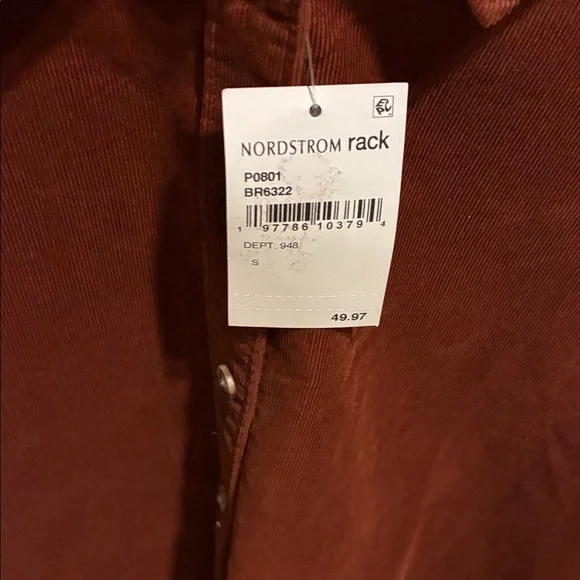 NORDSTROM rack
P0801
BR6322
1 97786 10379 4
DEPT: 948
S
49.97